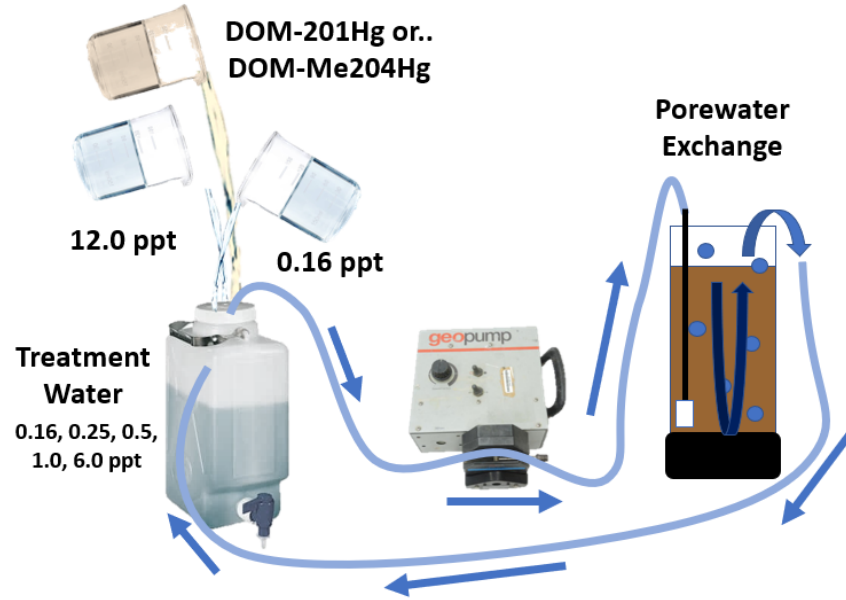 DOM-201Hg or..
DOM-Me204Hg
12.0 ppt
0.16 ppt
Porewater
Exchange
geopump
Treatment
Water
0.16, 0.25, 0.5,
1.0, 6.0 ppt